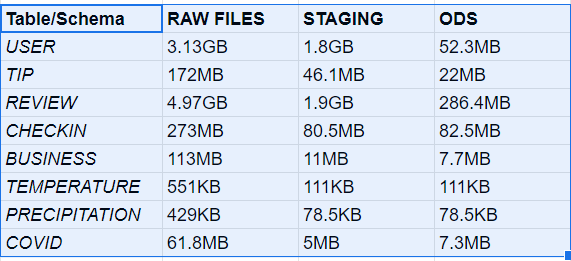 Table/Schema RAW FILES STAGING ODS
USER 3.13GB 1.8GB 52.3MB
TIP 172MB 46.1MB 22MB
REVIEW 4.97GB 1.9GB 286.4MB
CHECKIN 273MB 80.5MB 82.5MB
BUSINESS 113MB 11MB 7.7MB
TEMPERATURE 551KB 111KB 111KB
PRECIPITATION 429KB 78.5KB 78.5KB
COVID 61.8MB 5MB 7.3MB